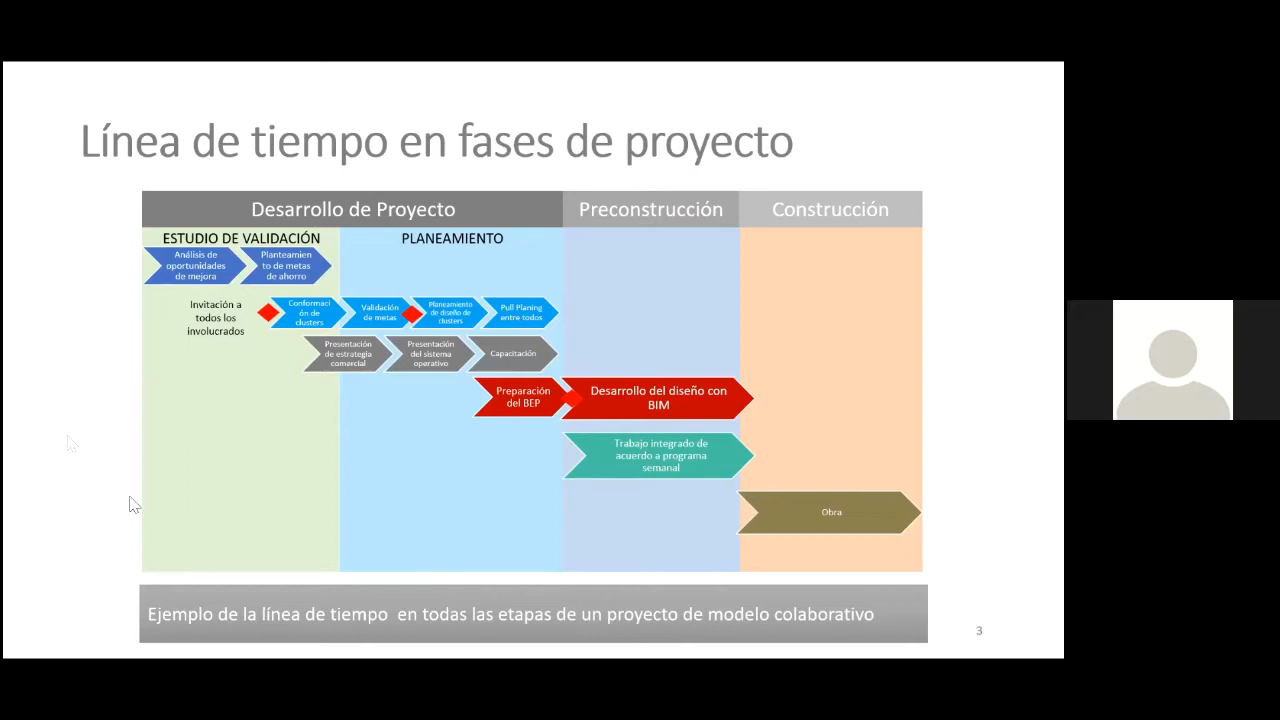 Línea de tiempo en fases de proyecto
Desarrollo de Proyecto
Preconstrucción
Construcción
ESTUDIO DE VALIDACIÓN
PLANEAMIENTO
Análisis de
oportunidades
de mejora
Planteamien
to de metas
de ahorro
Invitación a
todos los
involucrados
Conformaci
ón de
clusters
Validación
de metas
Planeamiento
de diseño de
clusters
Pull Planing
entre todos
Presentación
de estrategia
comercial
Presentación
del sistema
operativo
Capacitación
Preparación
del BEP
Desarrollo del diseño con
BIM
Trabajo integrado de
acuerdo a programa
semanal
Obra
Ejemplo de la línea de tiempo en todas las etapas de un proyecto de modelo colaborativo
3